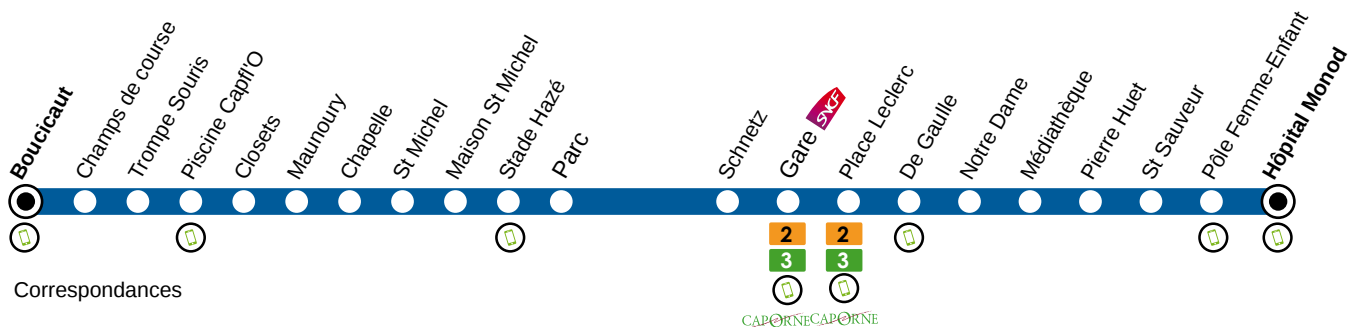 Boucicaut
Champs de course
Trompe Souris
Piscine Capfl'O
Closets
Maunoury
Chapelle
St Michel
Maison St Michel
Stade Hazé
Parc
Schnetz
Gare
SNCF
Place Leclerc
De Gaulle
Notre Dame
Médiathèque
Pierre Huet
St Sauveur
Pôle Femme-Enfant
Hôpital Monod
2
2
3
3
Correspondances
CAPORNE
CAPORNE